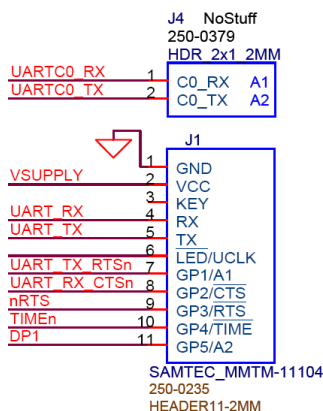 J4 NoStuff
250-0379
HDR_2x1_2MM
UARTC0_RX 1 C0_RX A1
UARTC0_TX 2 C0_TX A2
J1
1 GND
VSUPPLY 2 VCC
3 KEY
UART_RX 4 RX
UART_TX 5 TX
6 LED/UCLK
UART_TX_RTSn 7 GP1/A1
UART_RX_CTSn 8 GP2/CTS
nRTS 9 GP3/RTS
TIMEn 10 GP4/TIME
DP1 11 GP5/A2
SAMTEC_MMTM-11104
250-0235
HEADER11-2MM